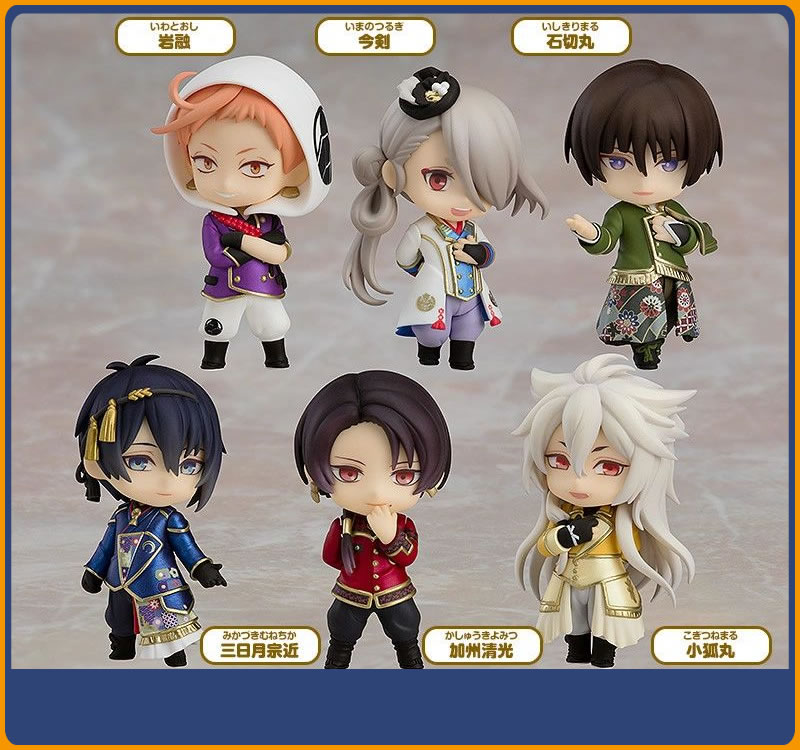 いわとおし
岩融
いまのつるぎ
今剣
いしきりまる
石切丸
みかづきむねちか
三日月宗近
かしゅうきよみつ
加州清光
こぎつねまる
小狐丸